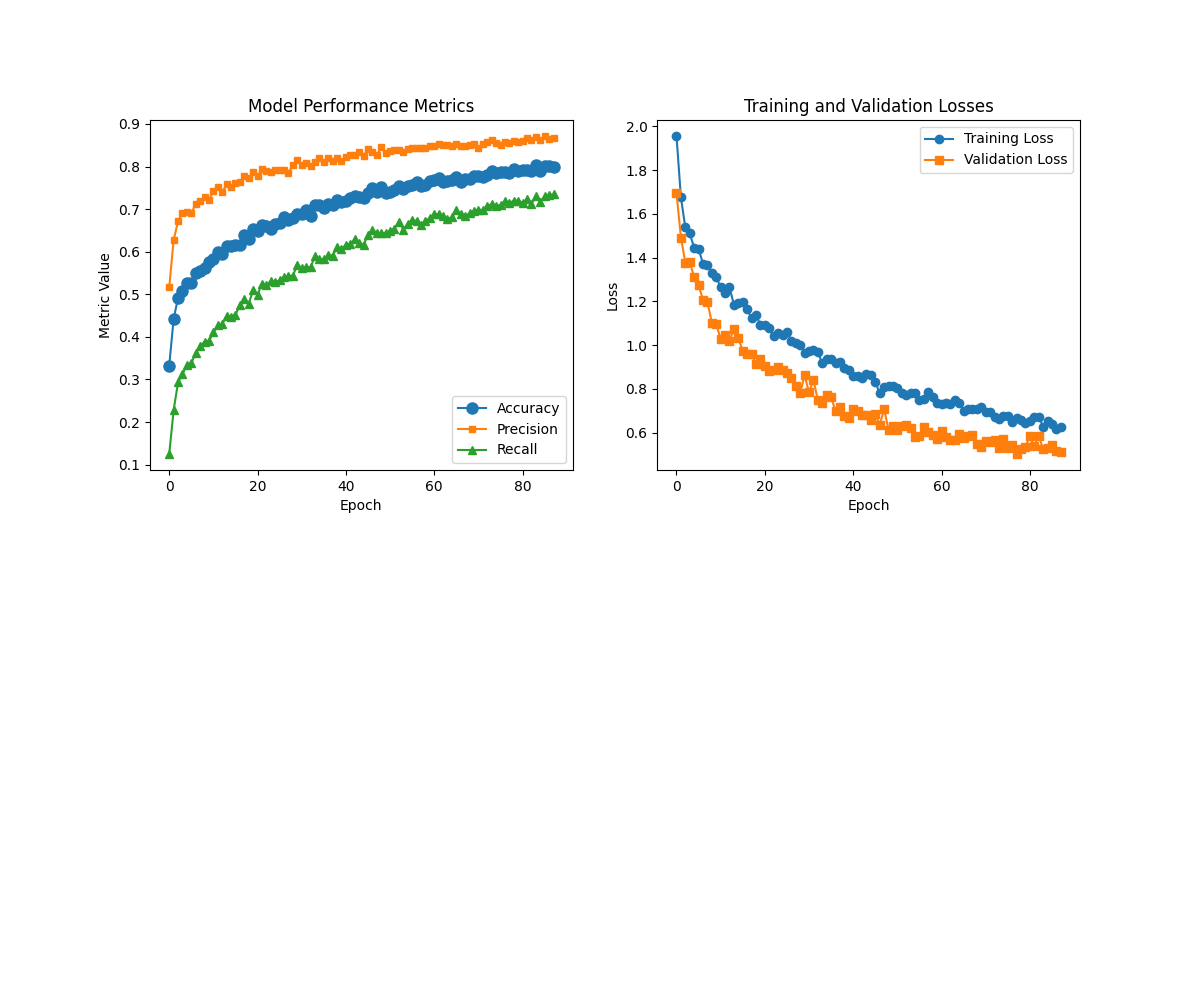 Model Performance Metrics
0.9
0.8
0.7
0.6
0.5
0.4
0.3
0.2
0.1
Metric Value
Accuracy
Precision
Recall
0 20 40 60 80
Epoch
Training and Validation Losses
2.0
1.8
1.6
1.4
1.2
1.0
0.8
0.6
Loss
Training Loss
Validation Loss
0 20 40 60 80
Epoch